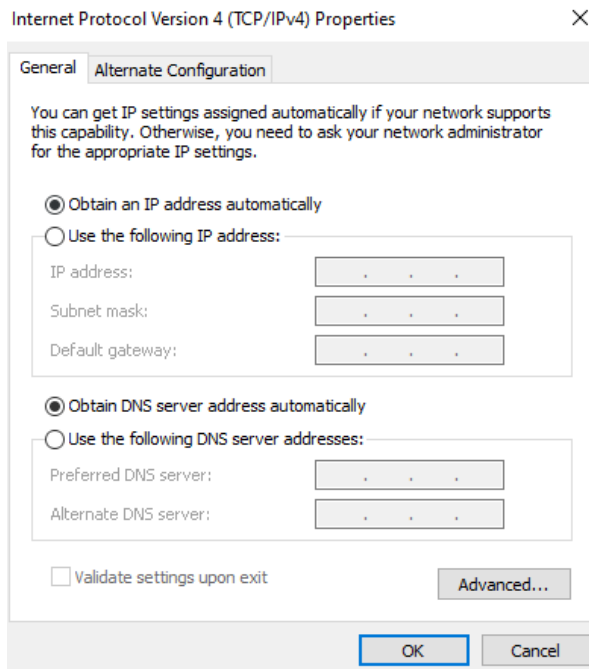 Internet Protocol Version 4 (TCP/IPv4) Properties
General
Alternate Configuration
You can get IP settings assigned automatically if your network supports
this capability. Otherwise, you need to ask your network administrator
for the appropriate IP settings.
Obtain an IP address automatically
Use the following IP address:
IP address:
Subnet mask:
Default gateway:
Obtain DNS server address automatically
Use the following DNS server addresses:
Preferred DNS server:
Alternate DNS server:
Validate settings upon exit
Advanced...
OK
Cancel